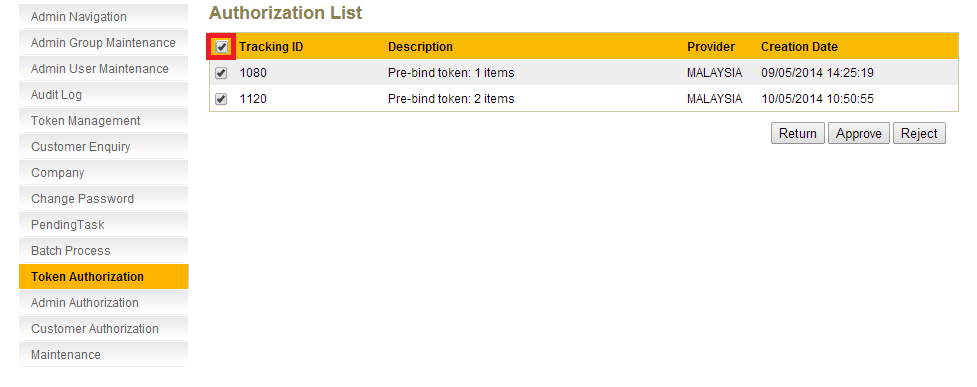 Admin Navigation
Admin Group Maintenance
Admin User Maintenance
Audit Log
Token Management
Customer Enquiry
Company
Change Password
PendingTask
Batch Process
Token Authorization
Admin Authorization
Customer Authorization
Maintenance
Authorization List
Tracking ID Description Provider Creation Date
1080 Pre-bind token: 1 items MALAYSIA 09/05/2014 14:25:19
1120 Pre-bind token: 2 items MALAYSIA 10/05/2014 10:50:55
Return Approve Reject